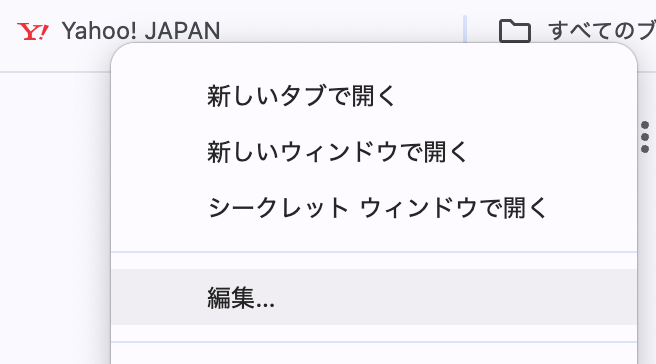 Yahoo! JAPAN
すべてのブ
新しいタブで開く
新しいウィンドウで開く
シークレット ウィンドウで開く
編集...